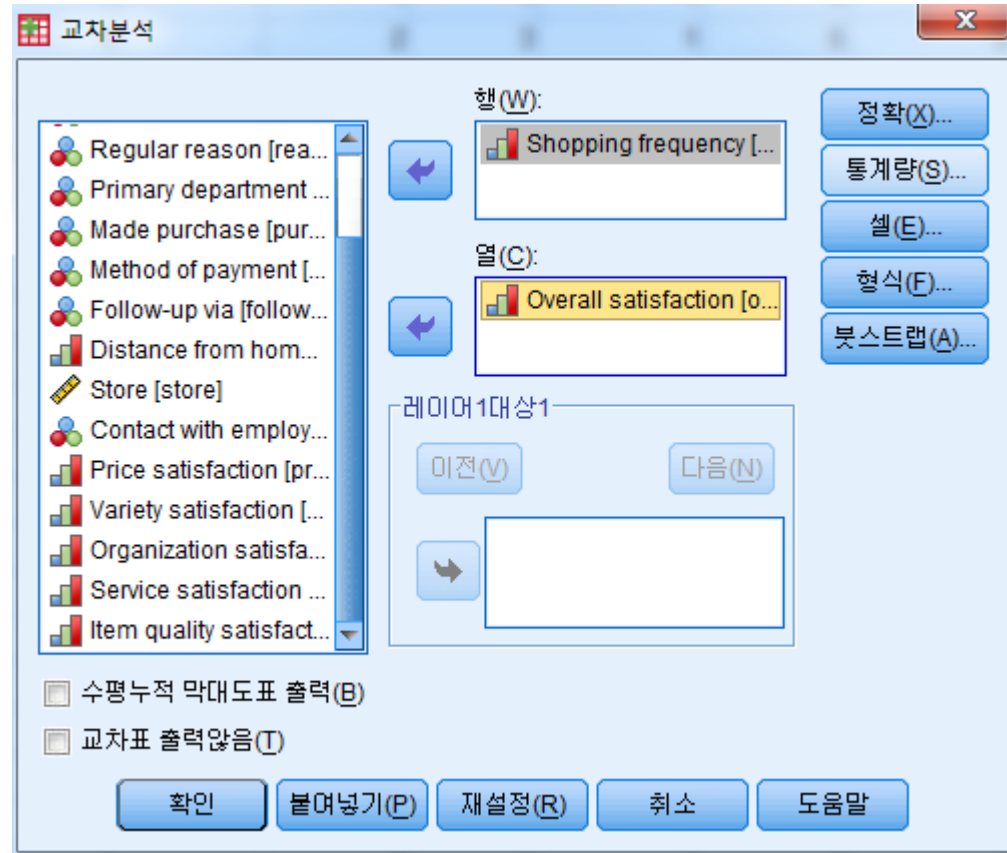 교차분석
행(W):
Shopping frequency [...
열(C):
Overall satisfaction [o...
Regular reason [rea...
Primary department ...
Made purchase [pur...
Method of payment [...
Follow-up via [follow...
Distance from hom...
Store [store]
Contact with employ...
Price satisfaction [pr...
Variety satisfaction [...
Organization satisfa...
Service satisfaction ...
Item quality satisfact...
레이어1대상1
이전(V)
다음(N)
정확(X)...
통계량(S)...
셀(E)...
형식(F)...
붓스트랩(A)...
수평누적 막대도표 출력(B)
교차표 출력않음(T)
확인
붙여넣기(P)
재설정(R)
취소
도움말